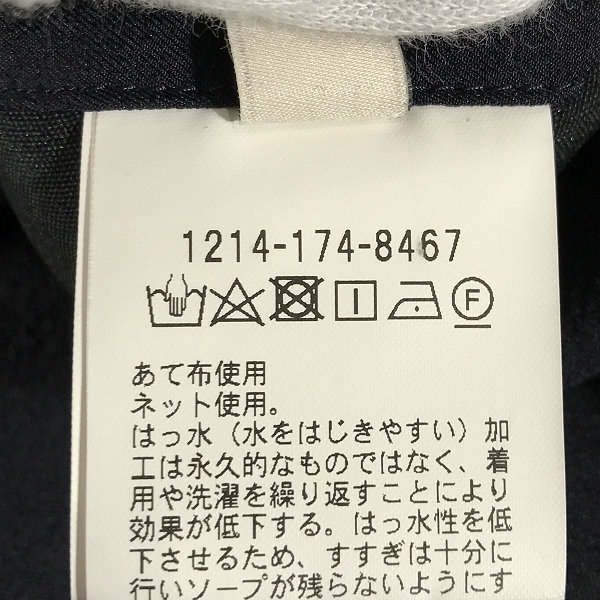 1214-174-8467
F
あて布使用
ネット使用。
はっ水（水をはじきやすい）加
工は永久的なものではなく、着
用や洗濯を繰り返すことにより
効果が低下する。はっ水性を低
下させるため、すすぎは十分に
行いソープが残らないようにす